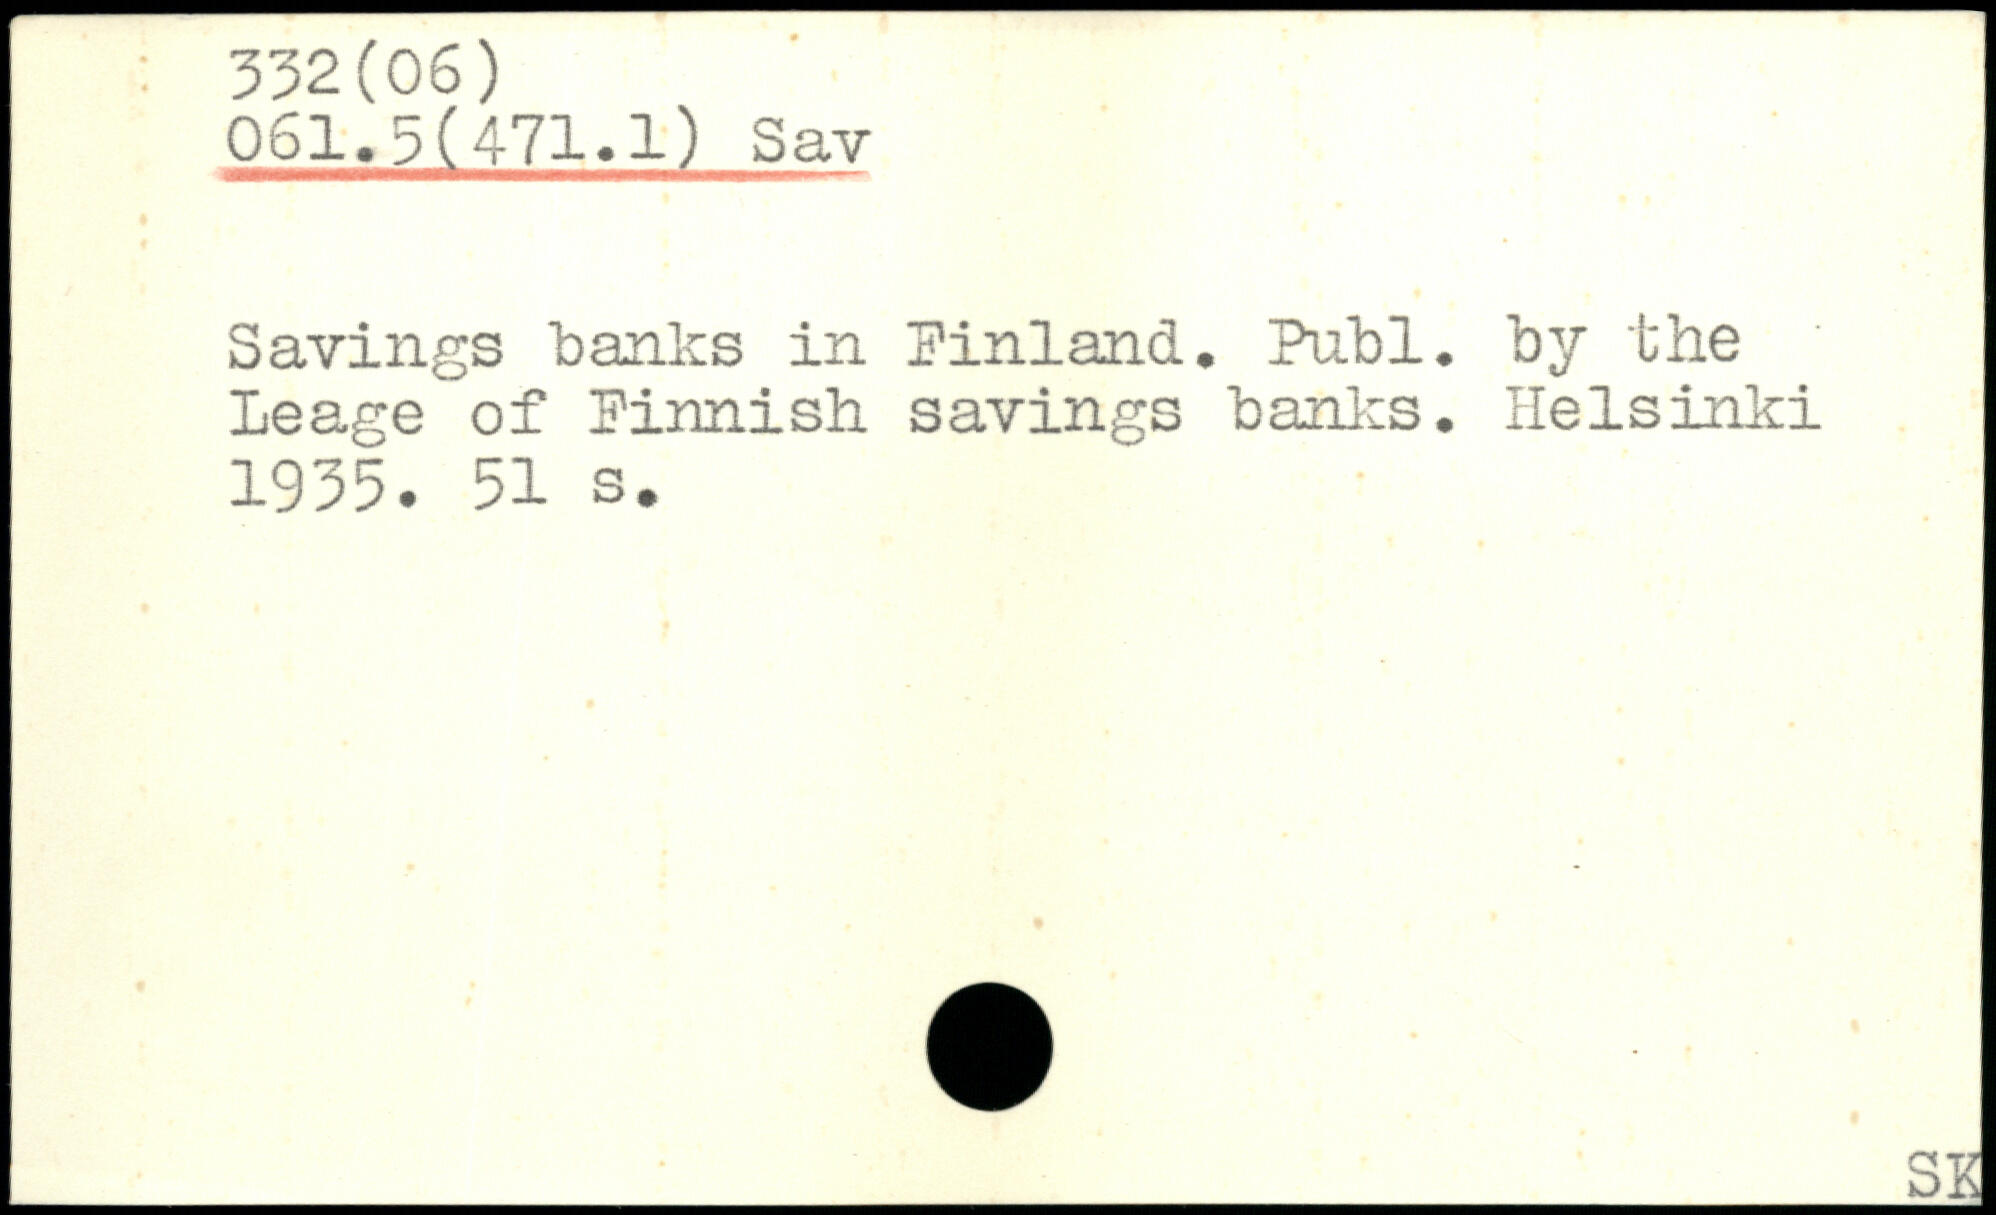 332(06)
061.5(471.1) Sav
Savings banks in Finland. Publ. by the
Leage of Finnish savings banks. Helsinki
1935. 51 s.
SK